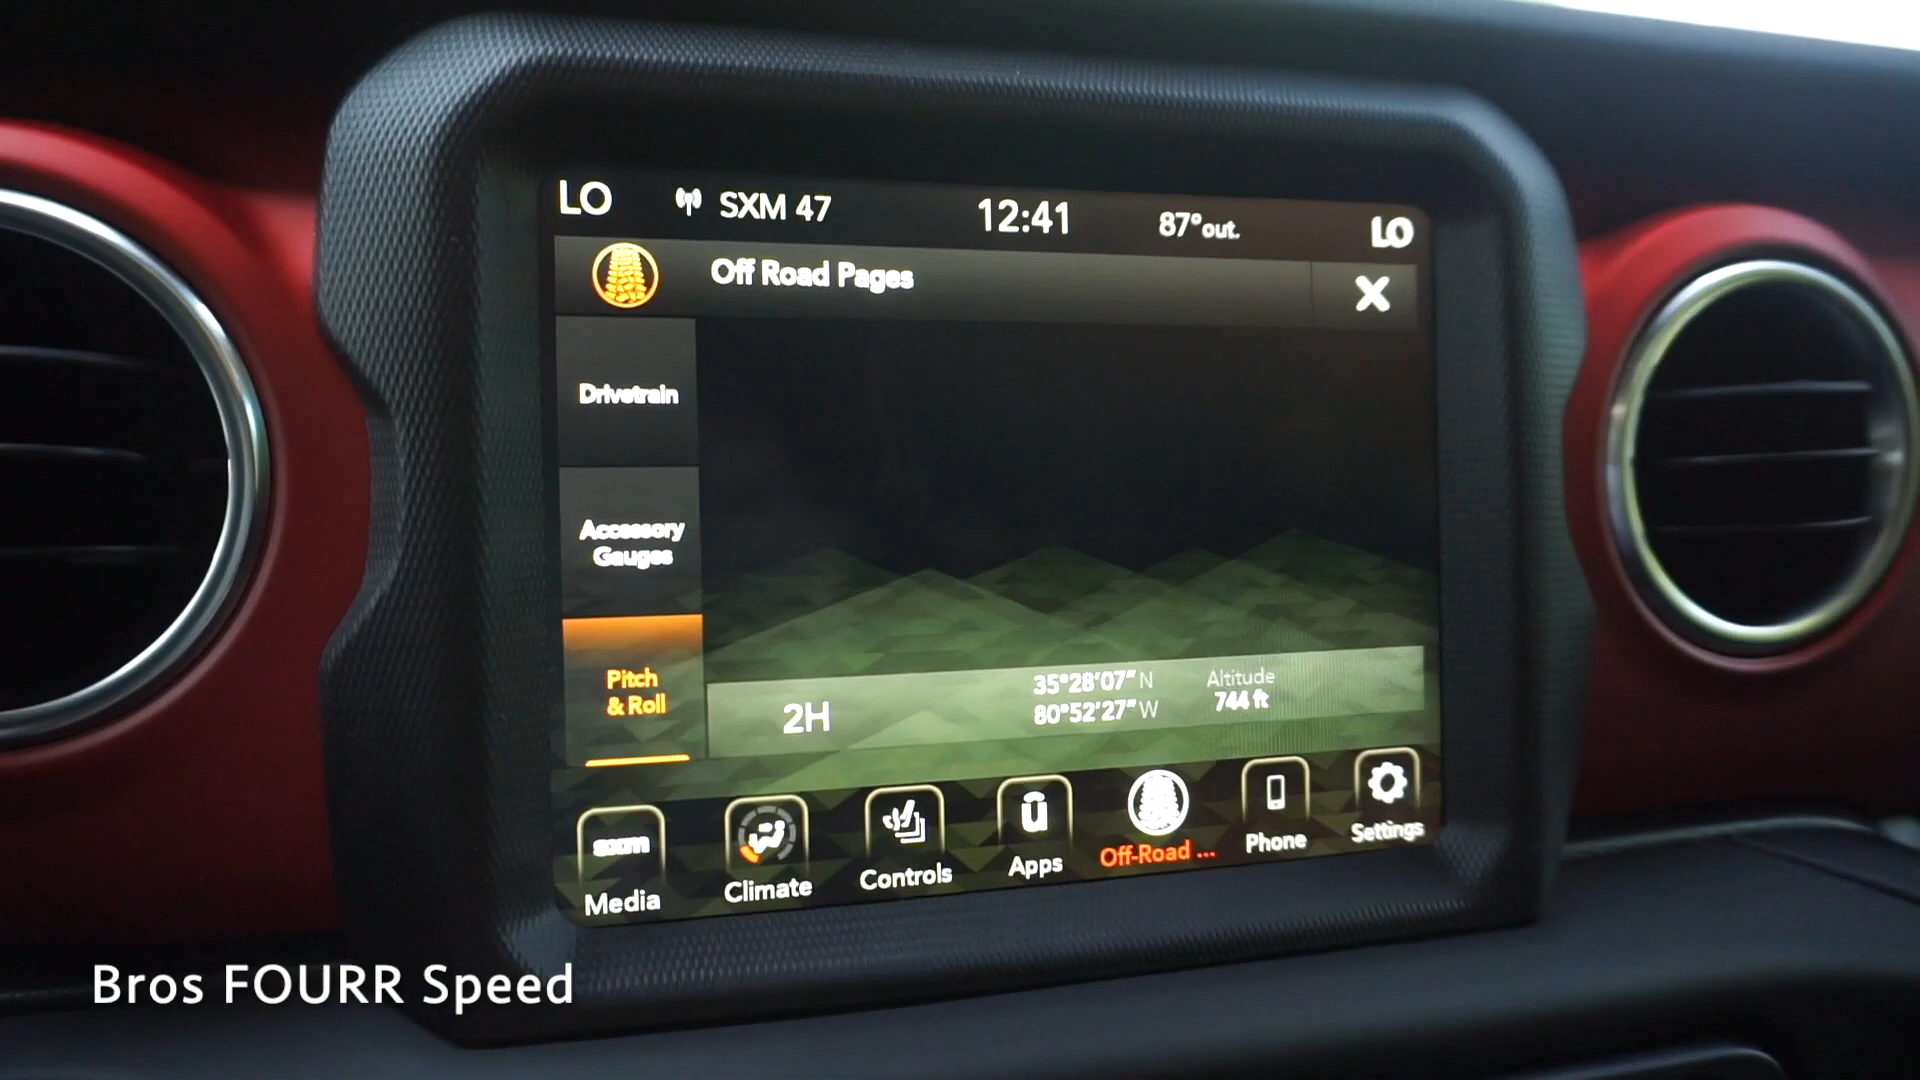 LO SXM 47 12:41 87°out. LO
Off Road Pages X
Drivetrain
Accessory
Gauges
Pitch
& Roll
2H
35°28'07"N
80°52'27"W
Altitude
744 ft
sxm
Media
Climate
Controls
Apps
Off-Road ...
Phone
Settings
Bros FOURR Speed